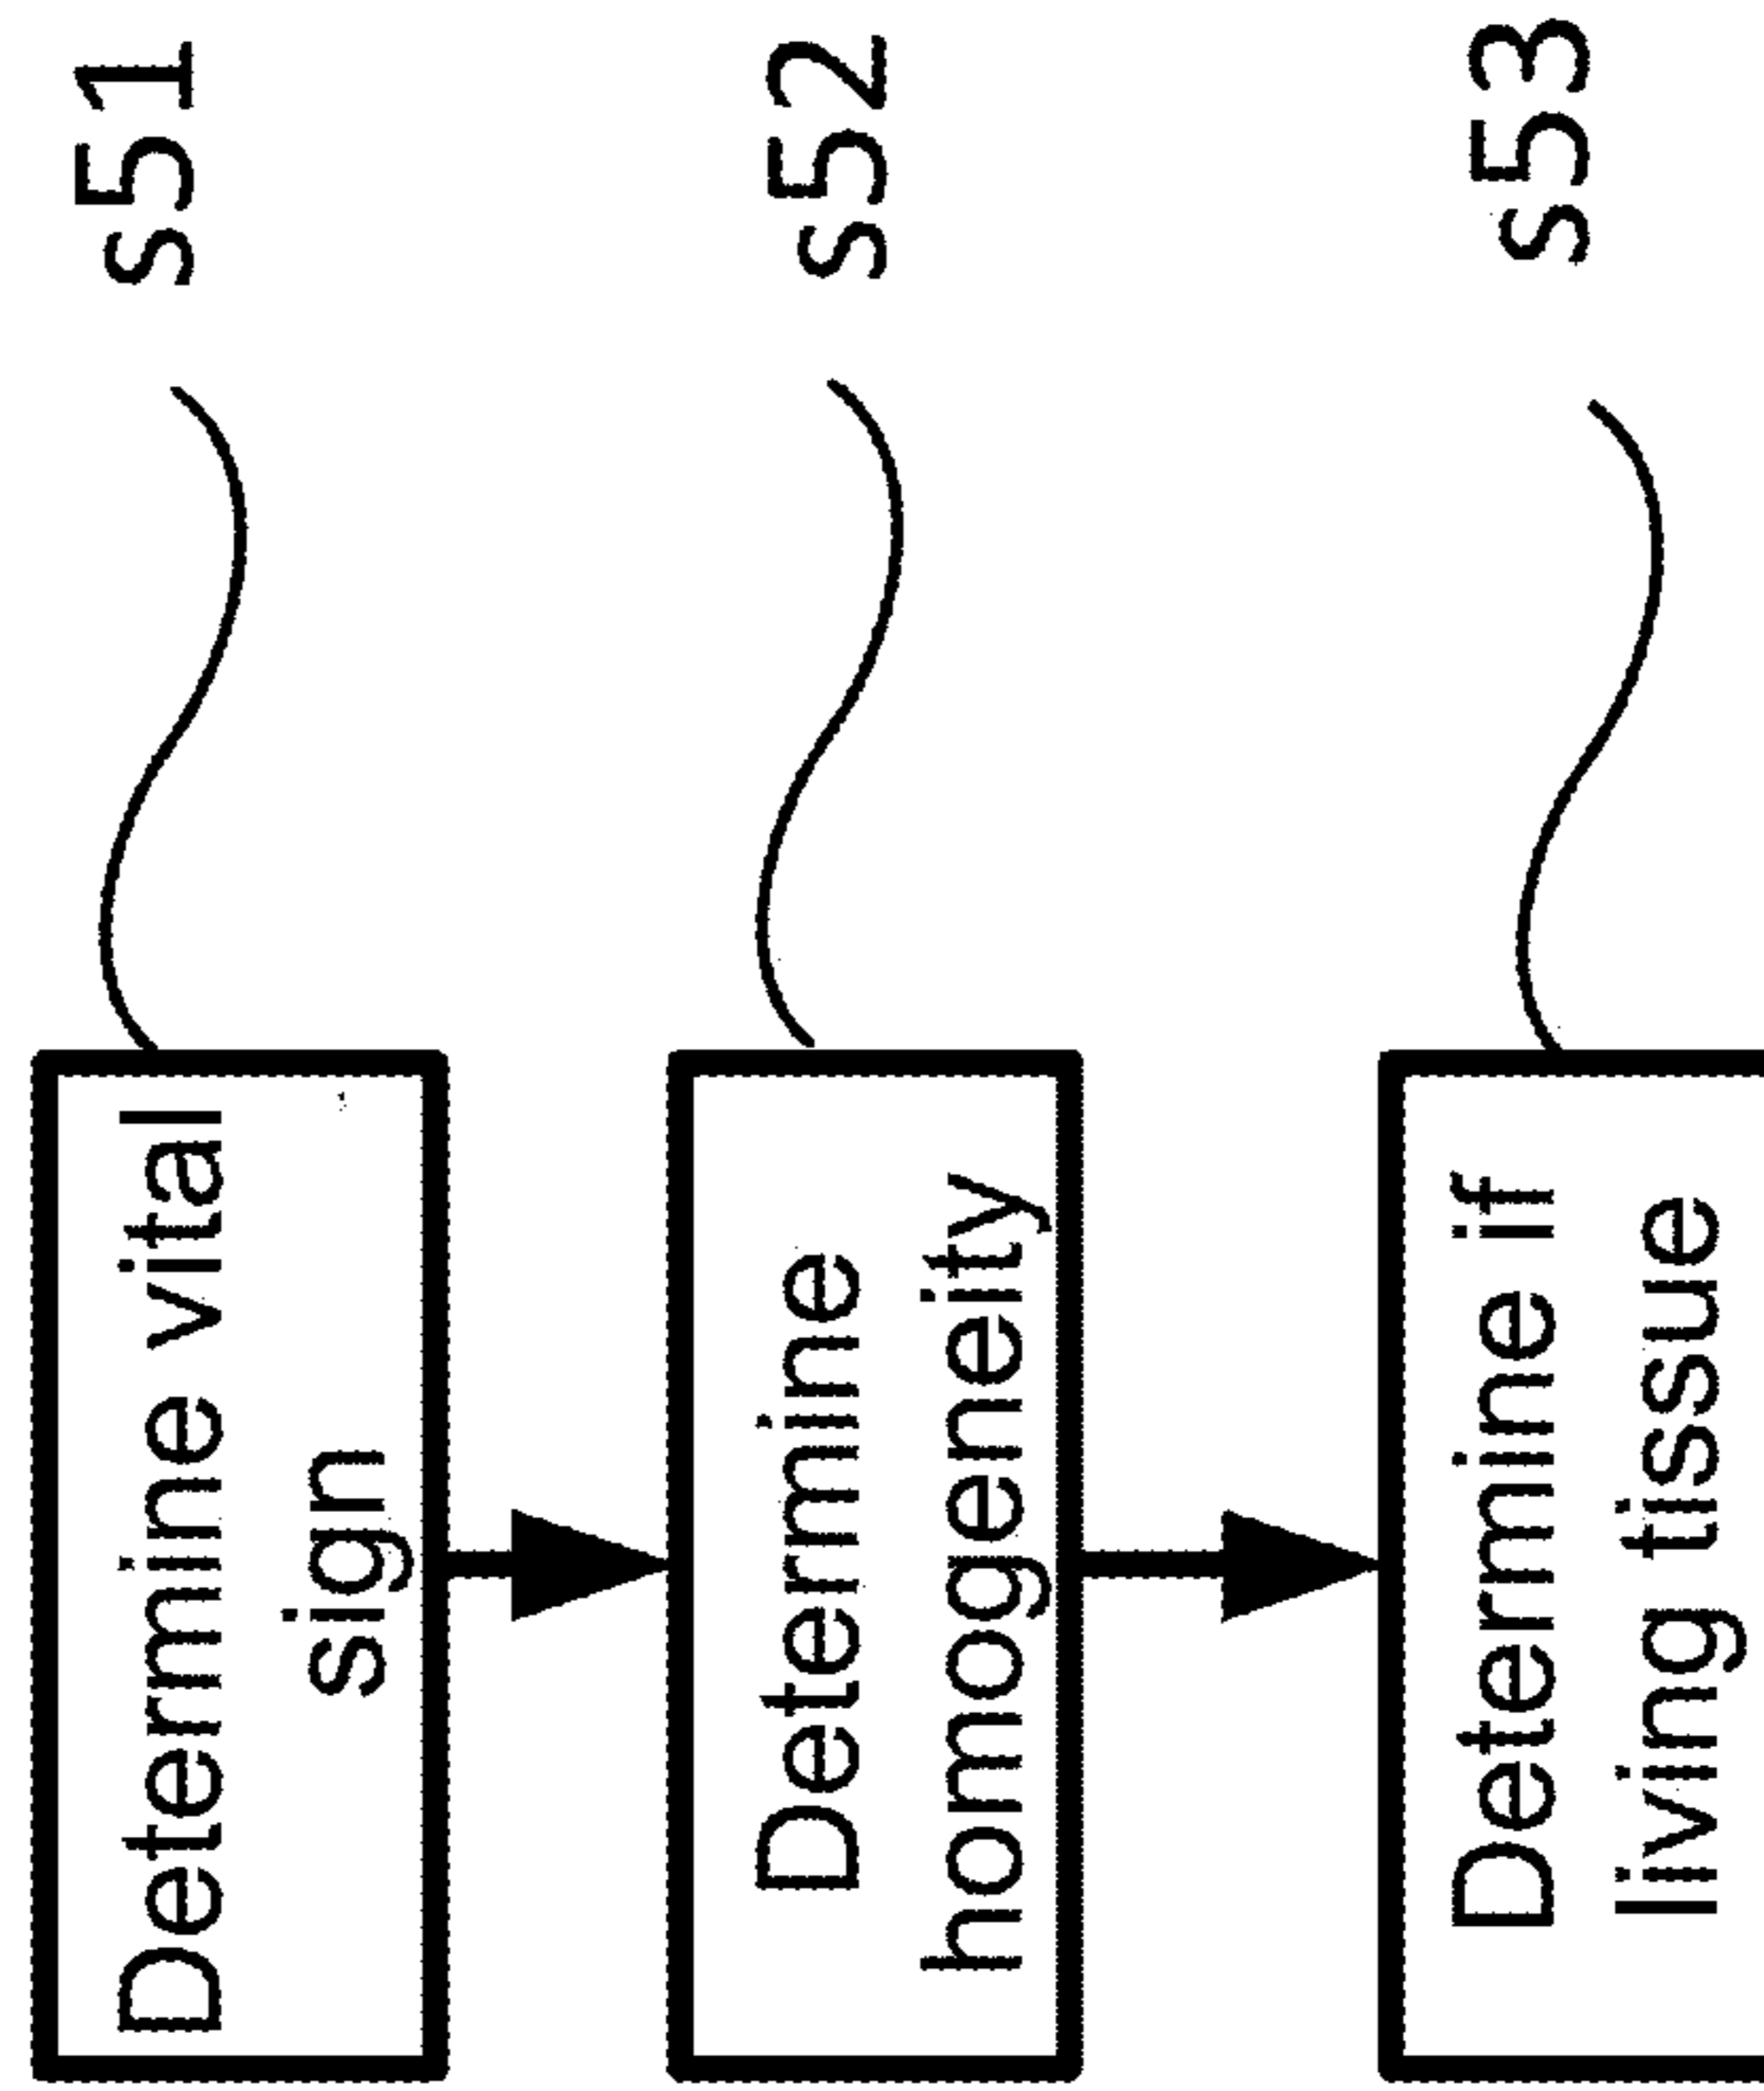 Determine vital
sign
s51
Determine
homogeneity
s52
Determine if
living tissue
s53